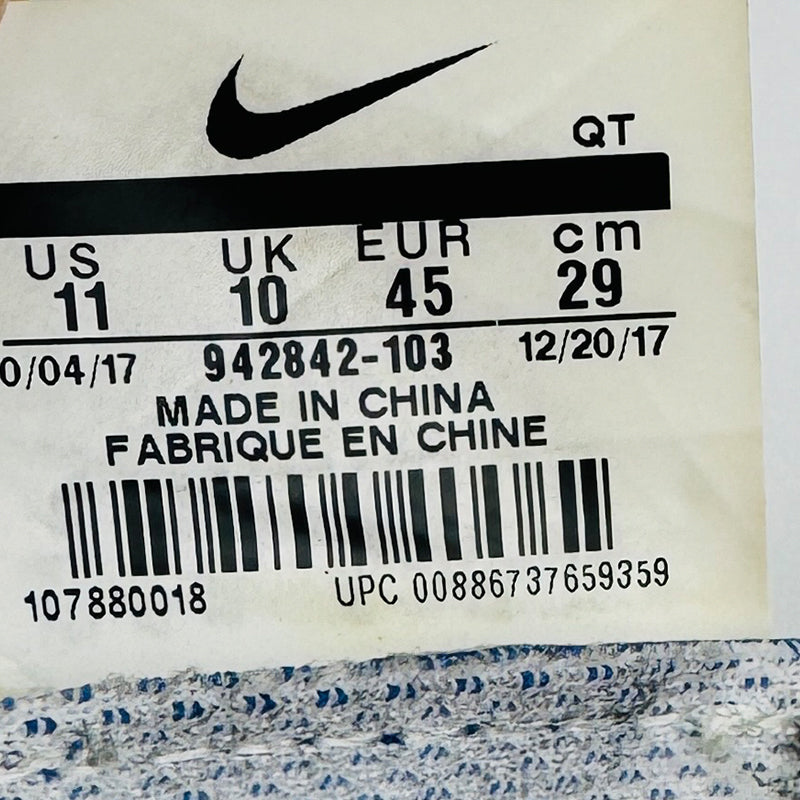 QT
US UK EUR cm
11 10 45 29
0/04/17 942842-103 12/20/17
MADE IN CHINA
FABRIQUE EN CHINE
107880018 UPC 00886737659359